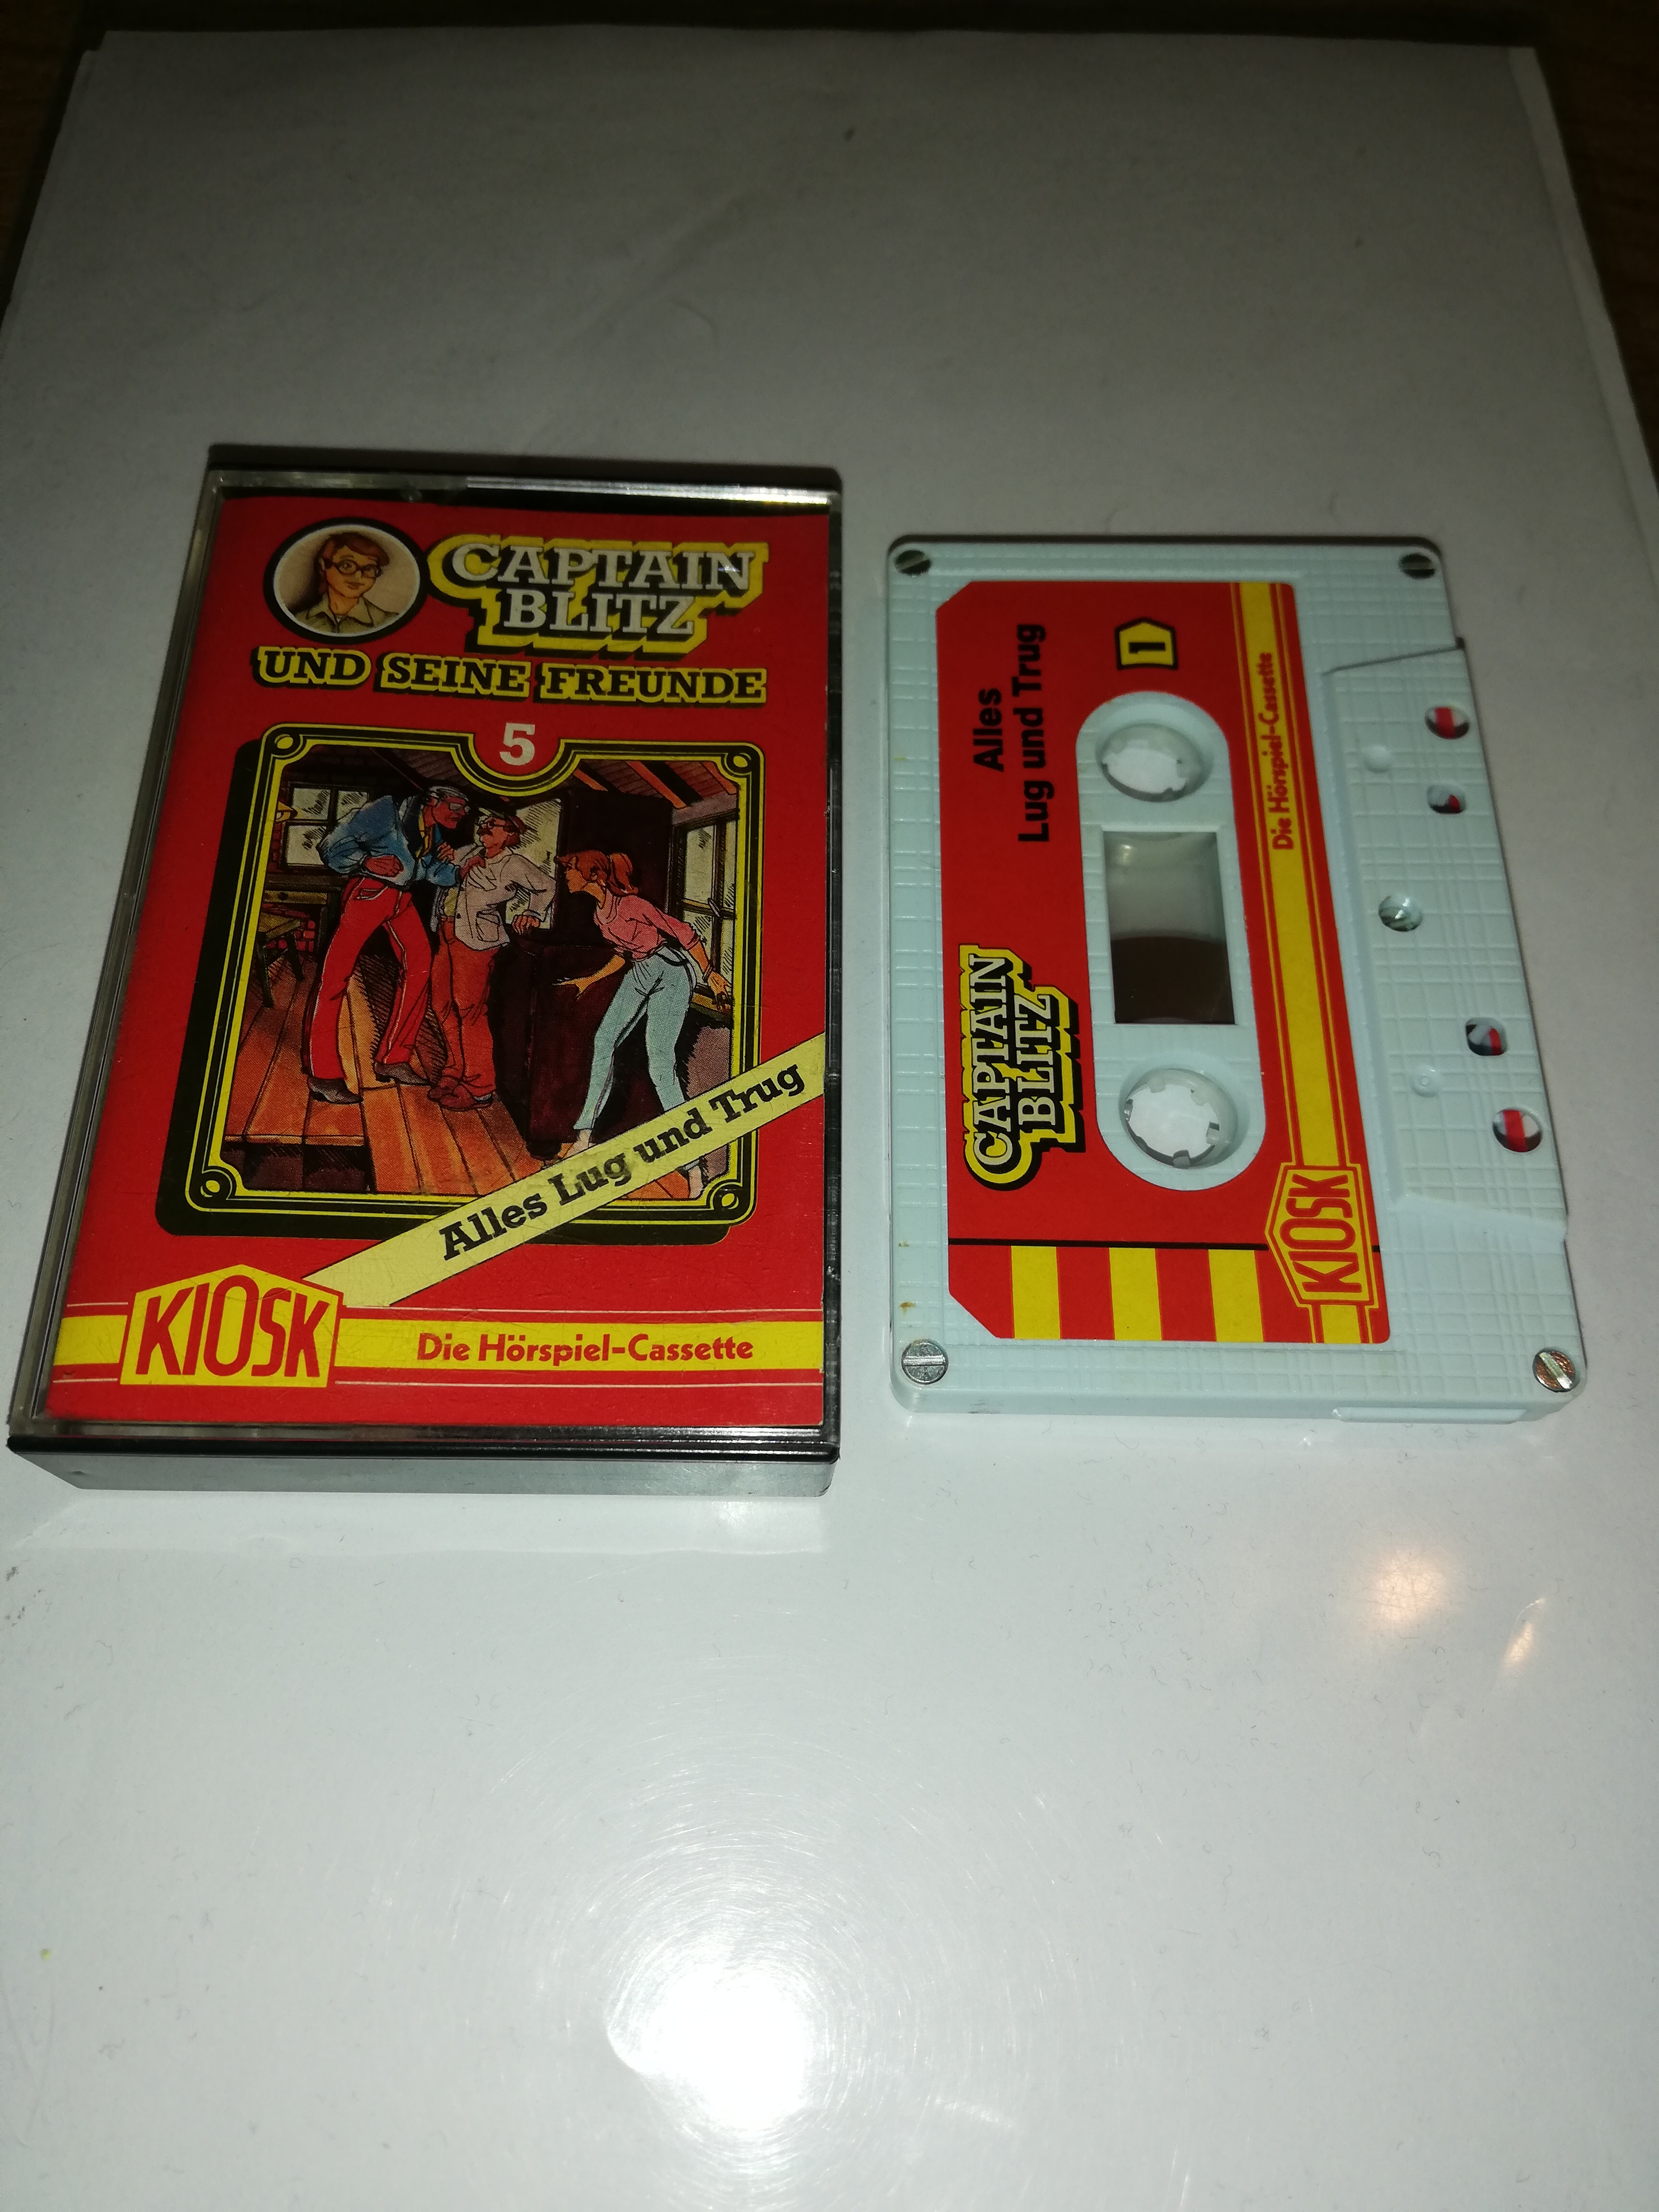 CAPTAIN
BLITZ
UND SEINE FREUNDE
5
Alles Lug und Trug
KIOSK
Die Hörspiel-Cassette
CAPTAIN
BLITZ
Alles
Lug und Trug
1
KIOSK
Die Hörspiel-Cassette